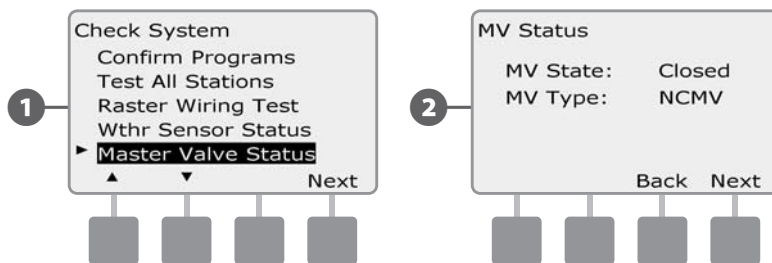 1
Check System
Confirm Programs
Test All Stations
Raster Wiring Test
Wthr Sensor Status
Master Valve Status
Next
2
MV Status
MV State: Closed
MV Type: NCMV
Back Next